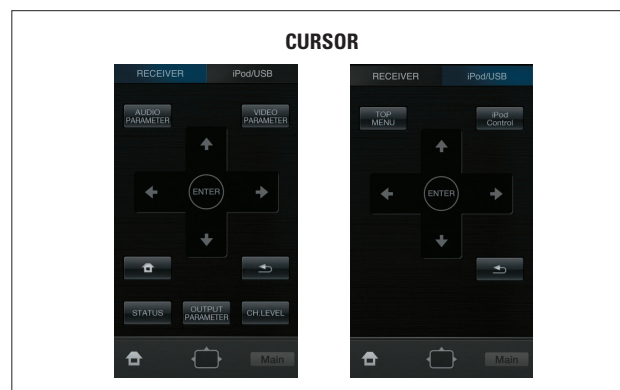 CURSOR
RECEIVER iPod/USB
AUDIO PARAMETER
VIDEO PARAMETER
ENTER
STATUS
OUTPUT PARAMETER
CH.LEVEL
Main
RECEIVER iPod/USB
TOP MENU
iPod Control
ENTER
Main